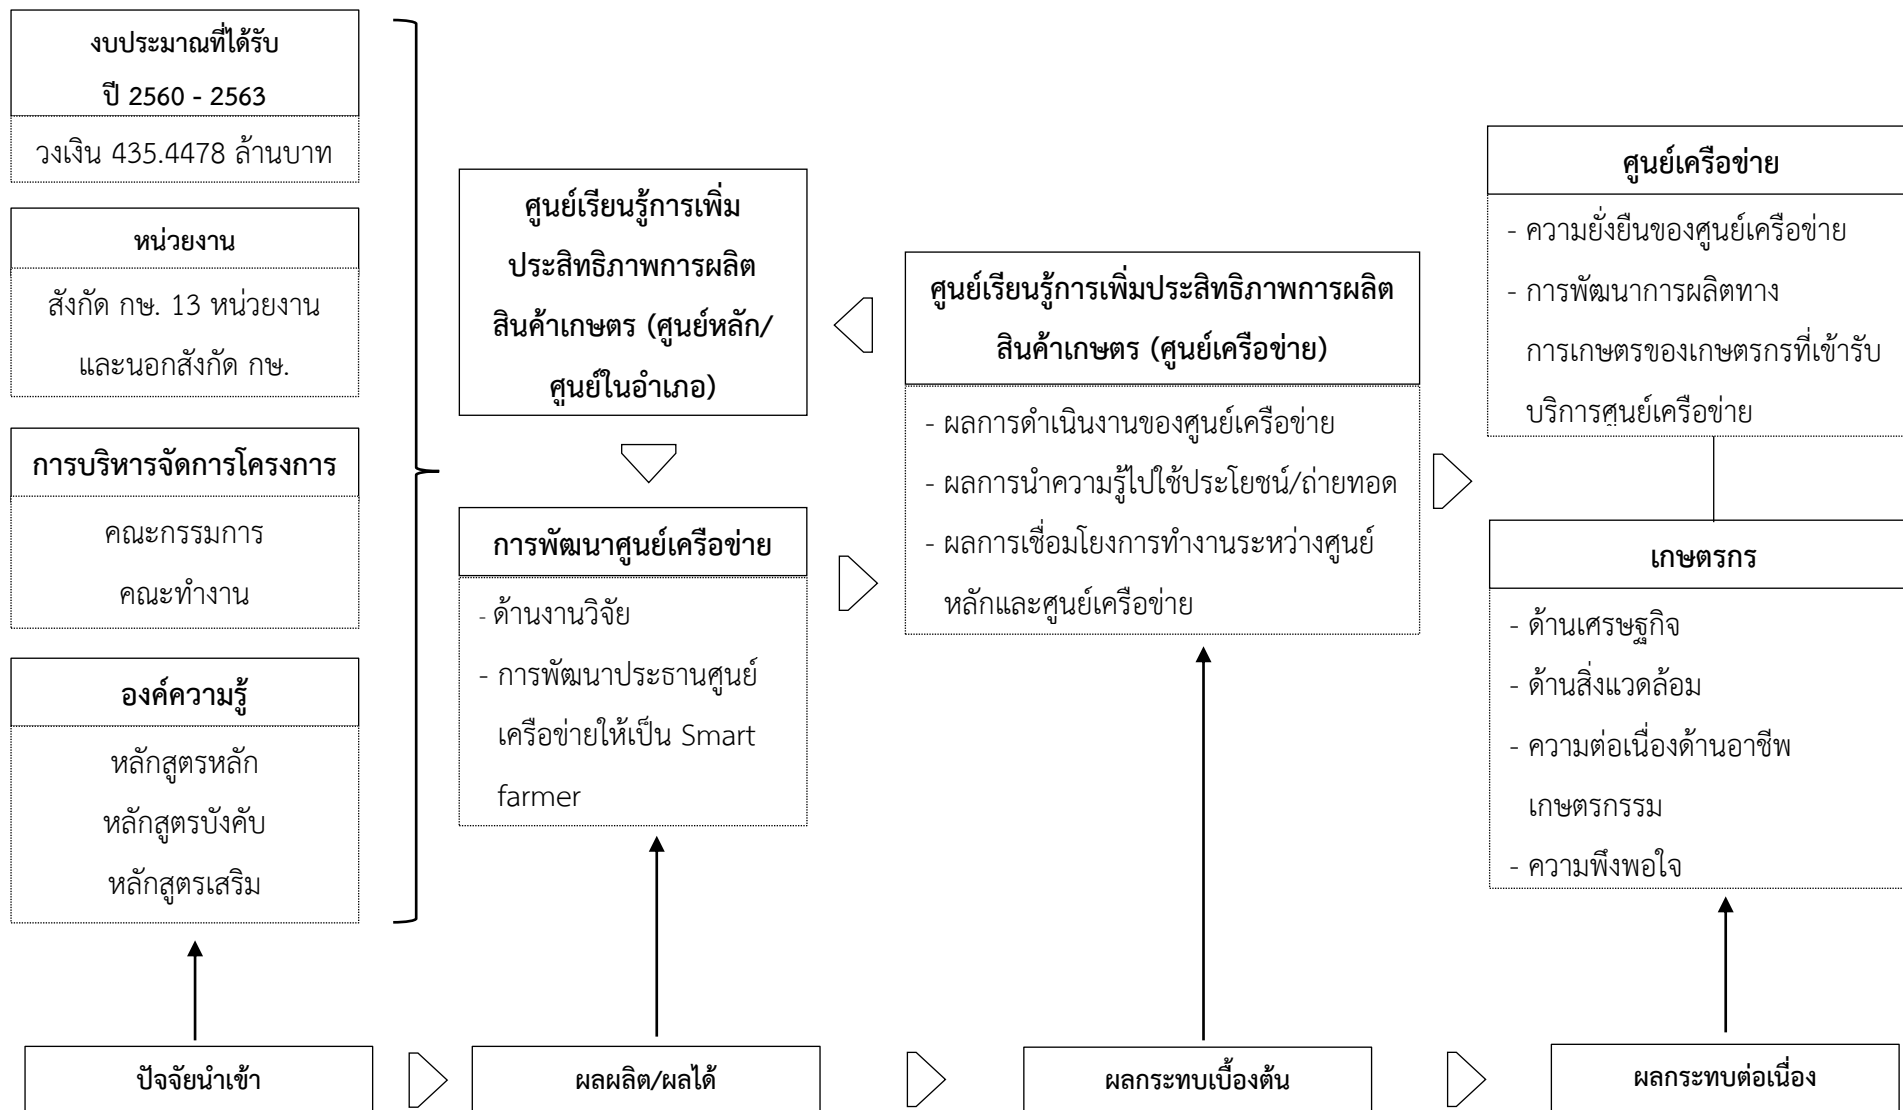 งบประมาณที่ได้รับ
ปี 2560 - 2563
วงเงิน 435.4478 ล้านบาท
หน่วยงาน
สังกัด กษ. 13 หน่วยงาน
และนอกสังกัด กษ.
การบริหารจัดการโครงการ
คณะกรรมการ
คณะทำงาน
องค์ความรู้
หลักสูตรหลัก
หลักสูตรบังคับ
หลักสูตรเสริม
ศูนย์เรียนรู้การเพิ่ม
ประสิทธิภาพการผลิต
สินค้าเกษตร (ศูนย์หลัก/
ศูนย์ในอำเภอ)
การพัฒนาศูนย์เครือข่าย
- ด้านงานวิจัย
- การพัฒนาประธานศูนย์
เครือข่ายให้เป็น Smart
farmer
ศูนย์เรียนรู้การเพิ่มประสิทธิภาพการผลิต
สินค้าเกษตร (ศูนย์เครือข่าย)
- ผลการดำเนินงานของศูนย์เครือข่าย
- ผลการนำความรู้ไปใช้ประโยชน์/ถ่ายทอด
- ผลการเชื่อมโยงการทำงานระหว่างศูนย์
หลักและศูนย์เครือข่าย
ศูนย์เครือข่าย
- ความยั่งยืนของศูนย์เครือข่าย
- การพัฒนาการผลิตทาง
การเกษตรของเกษตรกรที่เข้ารับ
บริการศูนย์เครือข่าย
เกษตรกร
- ด้านเศรษฐกิจ
- ด้านสิ่งแวดล้อม
- ความต่อเนื่องด้านอาชีพ
เกษตรกรรม
- ความพึงพอใจ
ปัจจัยนำเข้า
ผลผลิต/ผลได้
ผลกระทบเบื้องต้น
ผลกระทบต่อเนื่อง